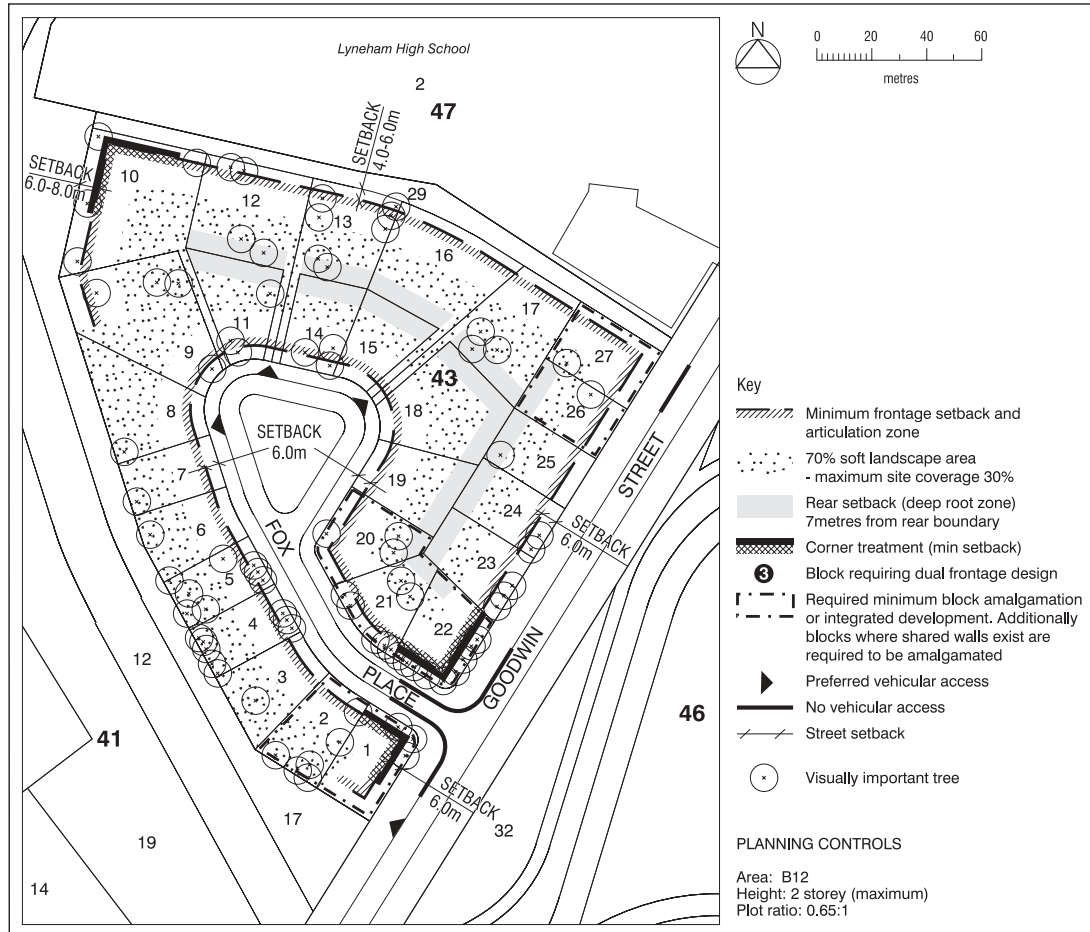 Lyneham High School
2
47
SETBACK
4.0-6.0m
SETBACK
6.0-8.0m
10
12
13
29
16
17
27
26
11
14
15
9
43
18
8
SETBACK
6.0m
25
7
19
24
STREET
6
FOX
20
SETBACK
6.0m
23
5
21
4
22
GOODWIN
12
3
PLACE
2
1
46
41
SETBACK
6.0m
17
32
19
14
N
0 20 40 60
metres
Key
Minimum frontage setback and
articulation zone
70% soft landscape area
- maximum site coverage 30%
Rear setback (deep root zone)
7metres from rear boundary
Corner treatment (min setback)
3 Block requiring dual frontage design
Required minimum block amalgamation
or integrated development. Additionally
blocks where shared walls exist are
required to be amalgamated
Preferred vehicular access
No vehicular access
Street setback
Visually important tree
PLANNING CONTROLS
Area: B12
Height: 2 storey (maximum)
Plot ratio: 0.65:1